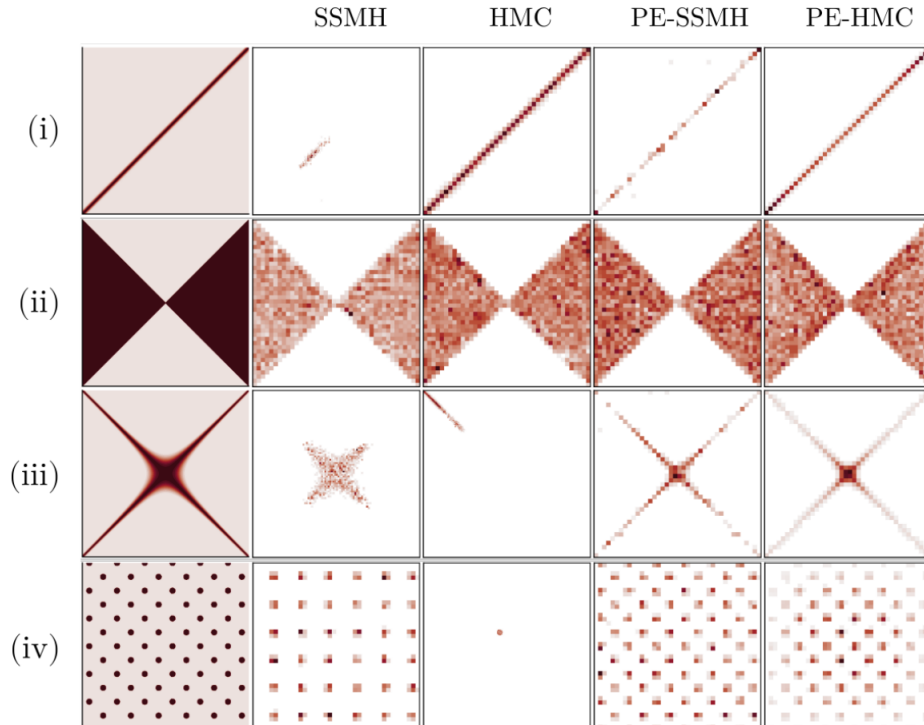 SSMH HMC PE-SSMH PE-HMC
(i)
(ii)
(iii)
(iv)